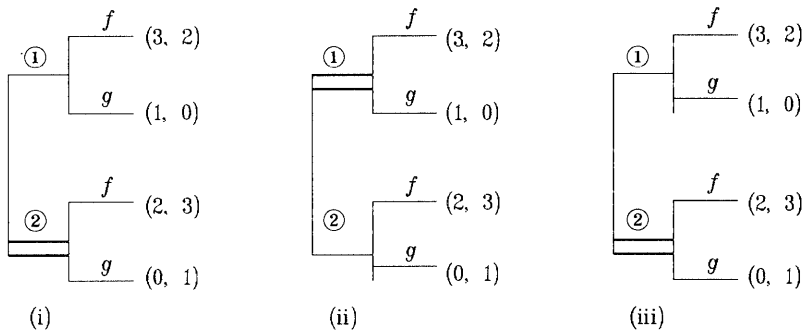 f (3, 2)
①
g (1, 0)
f (2, 3)
②
g (0, 1)
(i)
f (3, 2)
①
g (1, 0)
f (2, 3)
②
g (0, 1)
(ii)
f (3, 2)
①
g (1, 0)
f (2, 3)
②
g (0, 1)
(iii)